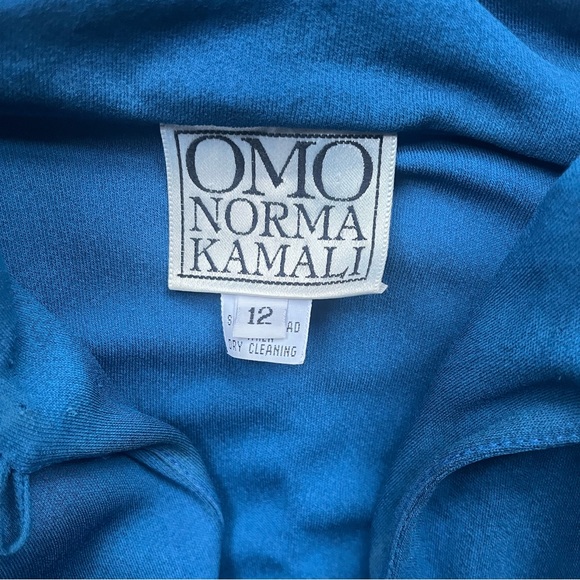 OMO
NORMA
KAMALI
12
DRY CLEANING